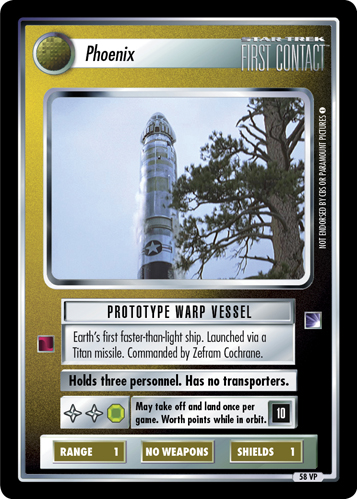 Phoenix
STAR TREK
FIRST CONTACT
NOT ENDORSED BY CBS OR PARAMOUNT PICTURES
PROTOTYPE WARP VESSEL
Earth's first faster-than-light ship. Launched via a
Titan missile. Commanded by Zefram Cochrane.
Holds three personnel. Has no transporters.
May take off and land once per
game. Worth points while in orbit.
10
RANGE 1
NO WEAPONS
SHIELDS 1
58 VP